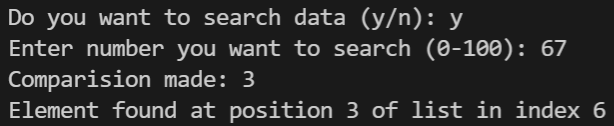 Do you want to search data (y/n): y
Enter number you want to search (0-100): 67
Comparision made: 3
Element found at position 3 of list in index 6